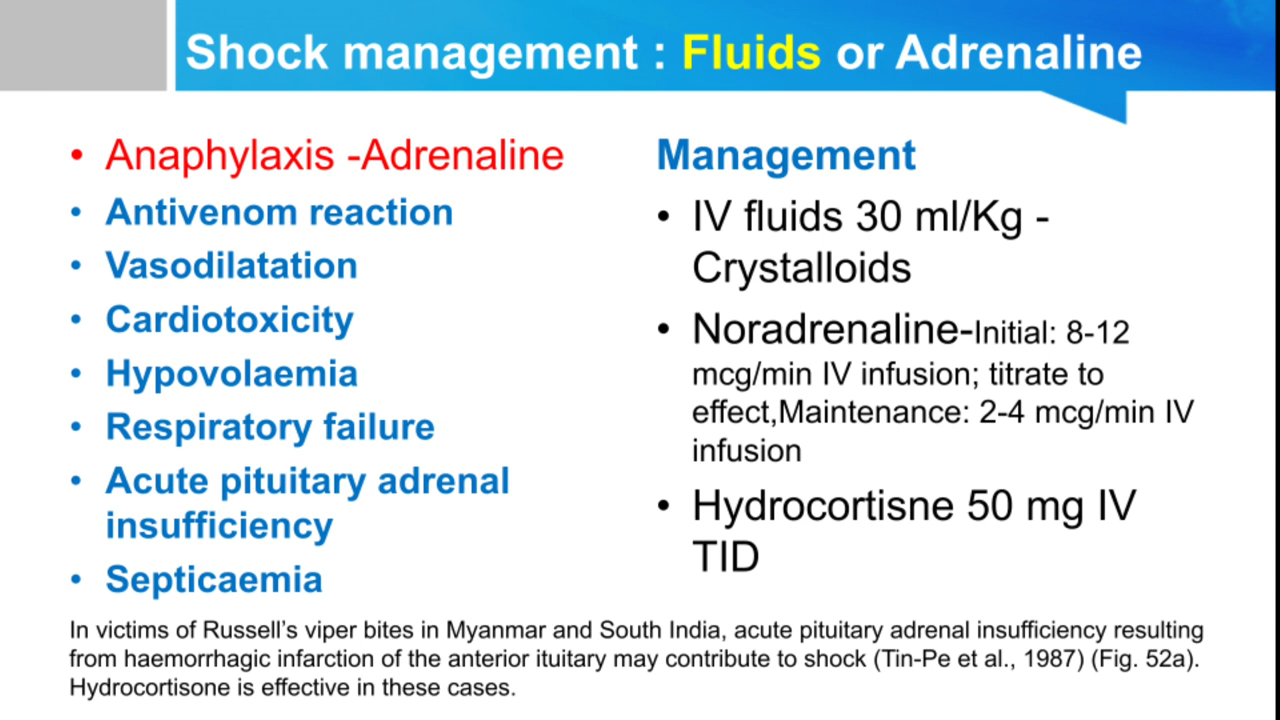 Shock management : Fluids or Adrenaline
• Anaphylaxis -Adrenaline
• Antivenom reaction
• Vasodilatation
• Cardiotoxicity
• Hypovolaemia
• Respiratory failure
• Acute pituitary adrenal
insufficiency
• Septicaemia
Management
• IV fluids 30 ml/Kg -
Crystalloids
• Noradrenaline-Initial: 8-12
mcg/min IV infusion; titrate to
effect,Maintenance: 2-4 mcg/min IV
infusion
• Hydrocortisne 50 mg IV
TID
In victims of Russell’s viper bites in Myanmar and South India, acute pituitary adrenal insufficiency resulting
from haemorrhagic infarction of the anterior ituitary may contribute to shock (Tin-Pe et al., 1987) (Fig. 52a).
Hydrocortisone is effective in these cases.